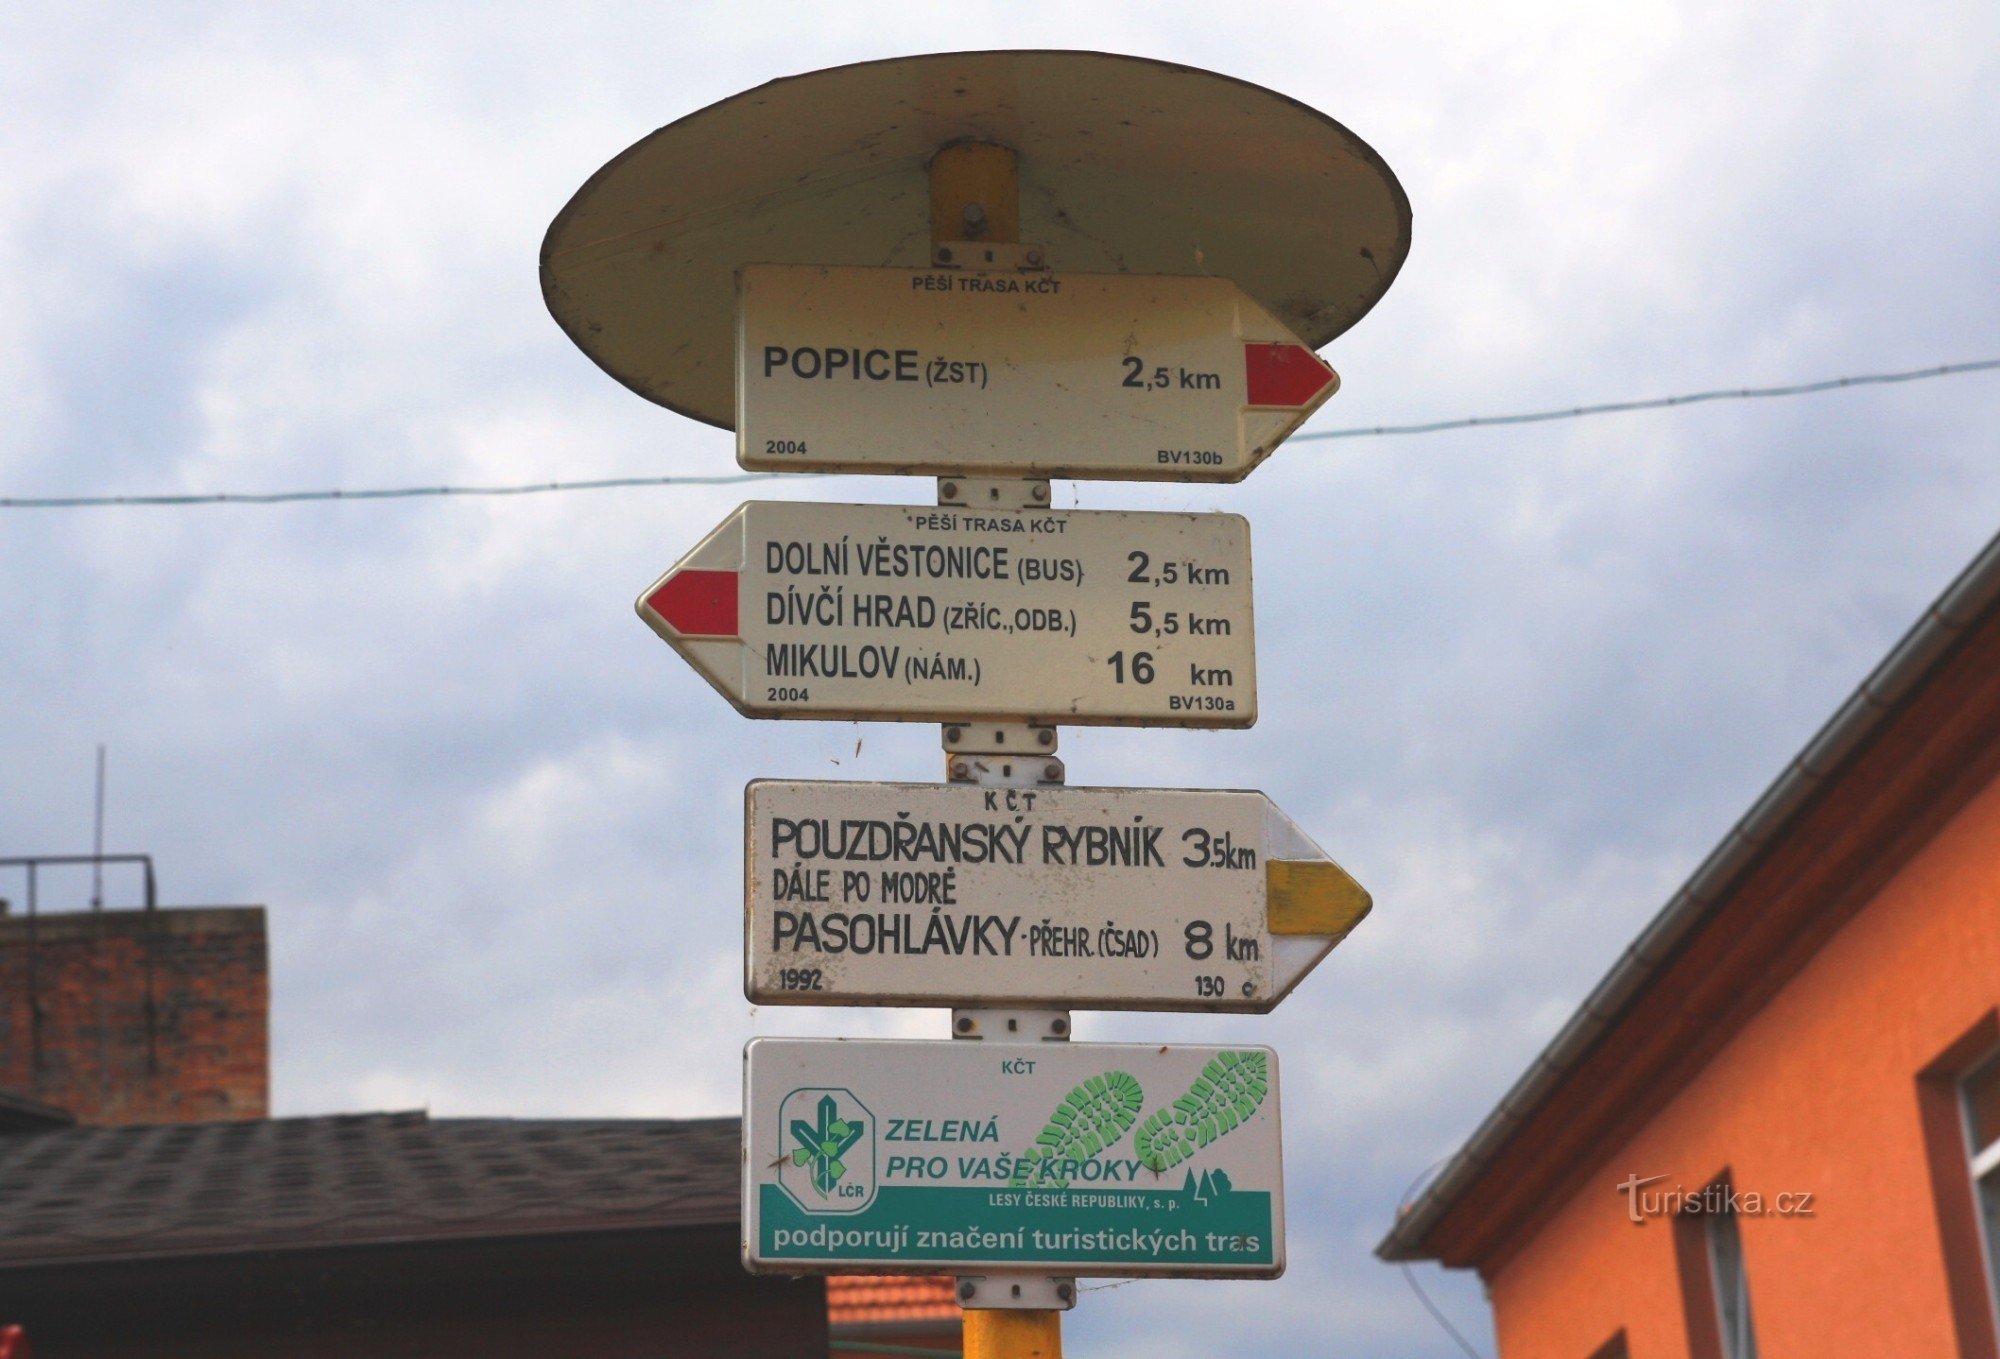 PĚŠÍ TRASA KČT
POPICE (ŽST) 2,5 km
2004 BV130b
PĚŠÍ TRASA KČT
DOLNÍ VĚSTONICE (BUS) 2,5 km
DÍVČÍ HRAD (ZŘÍC.,ODB.) 5,5 km
MIKULOV (NÁM.) 16 km
2004 BV130a
KČT
POUZDŘANSKÝ RYBNÍK 3.5km
DÁLE PO MODRÉ
PASOHLÁVKY-PŘEHR.(ČSAD) 8 km
1992 130 c
KČT
ZELENÁ
PRO VAŠE KROKY
LČR
LESY ČESKÉ REPUBLIKY, s. p.
podporují značení turistických tras
Turistika.cz